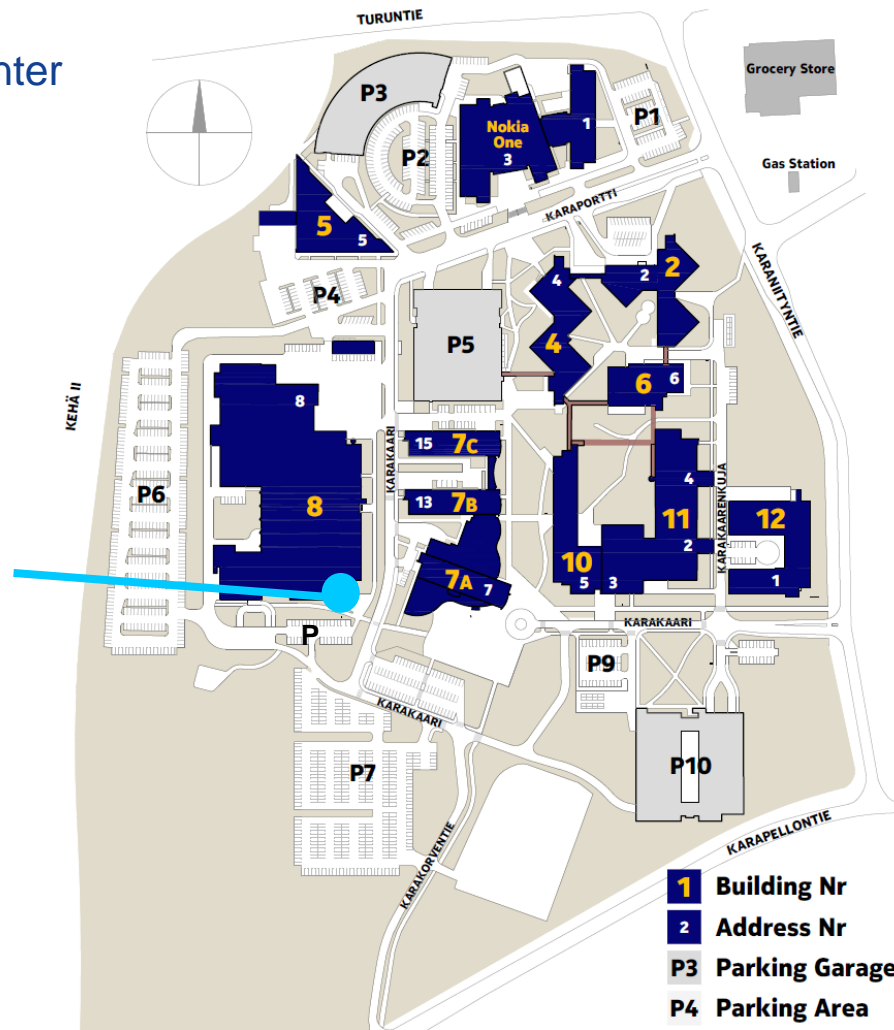 TURUNTIE
nter
Grocery Store
P3
P1
Nokia
One
3
1
P2
Gas Station
KARAPORTTI
5
5
2
2
KARANIITYNTIE
4
P4
P5
4
6
6
KEHÄ II
8
15
7C
KARAKAARI
4
KARAKAARENKUJA
P6
13
7B
8
11
12
2
10
7A
7
5
3
1
P
KARAKAARI
P9
KARAKAARI
P7
P10
KARAPELLONTIE
KARAKORVENTIE
1 Building Nr
2 Address Nr
P3 Parking Garage
P4 Parking Area